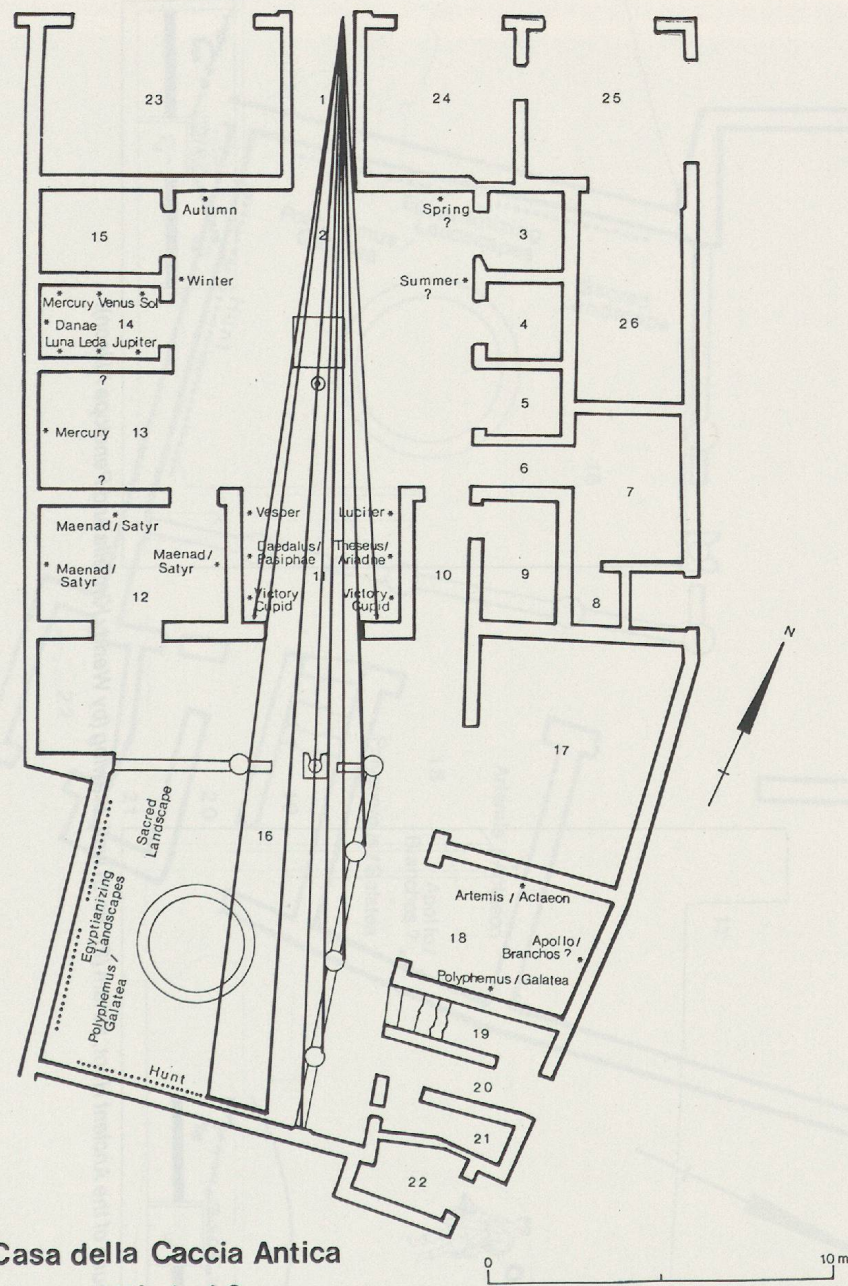 23
1
24
25
Autumn
Spring
?
15
2
3
Winter
Summer
?
Mercury Venus Sol
Danae
14
Luna Leda Jupiter
4
26
?
5
Mercury
13
6
?
7
Maenad / Satyr
Vesper
Lucifer
Maenad /
Satyr
Maenad /
Satyr
Daedalus /
Pasiphae
Theseus /
Ariadne
12
11
10
9
8
Victory
Cupid
Victory
Cupid
N
17
16
Sacred
Landscape
Egyptianizing
Landscapes
Polyphemus /
Galatea
Hunt
Artemis / Actaeon
18
Apollo /
Branchos ?
Polyphemus / Galatea
19
20
21
22
Casa della Caccia Antica
0
10 m